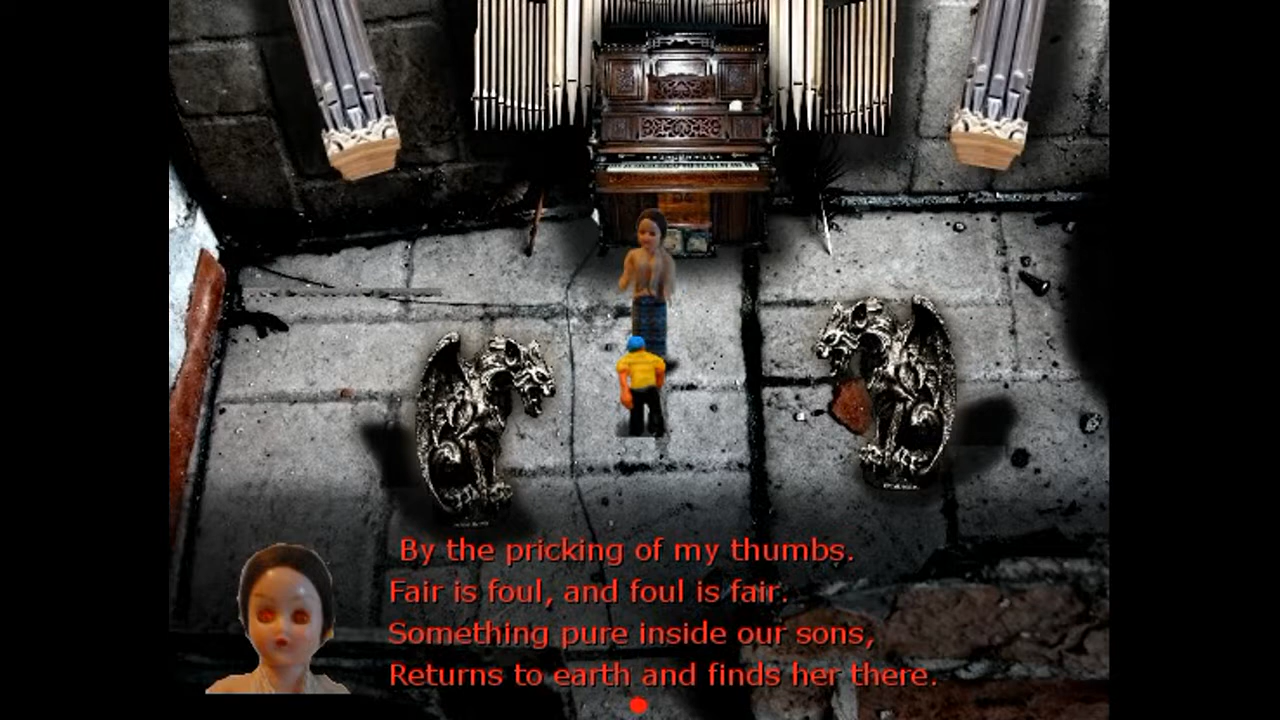 By the pricking of my thumbs.
Fair is foul, and foul is fair.
Something pure inside our sons,
Returns to earth and finds her there.